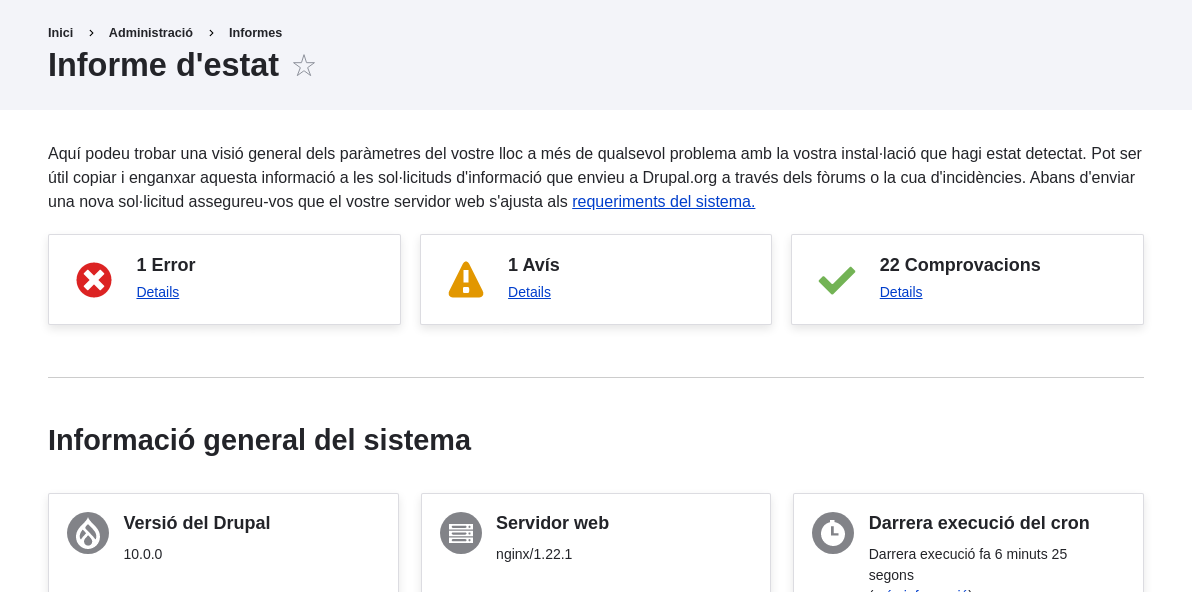 Inici › Administració › Informes
Informe d'estat
Aquí podeu trobar una visió general dels paràmetres del vostre lloc a més de qualsevol problema amb la vostra instal·lació que hagi estat detectat. Pot ser
útil copiar i enganxar aquesta informació a les sol·licituds d'informació que envieu a Drupal.org a través dels fòrums o la cua d'incidències. Abans d'enviar
una nova sol·licitud assegureu-vos que el vostre servidor web s'ajusta als requeriments del sistema.
1 Error
Details
1 Avís
Details
22 Comprovacions
Details
Informació general del sistema
Versió del Drupal
10.0.0
Servidor web
nginx/1.22.1
Darrera execució del cron
Darrera execució fa 6 minuts 25
segons